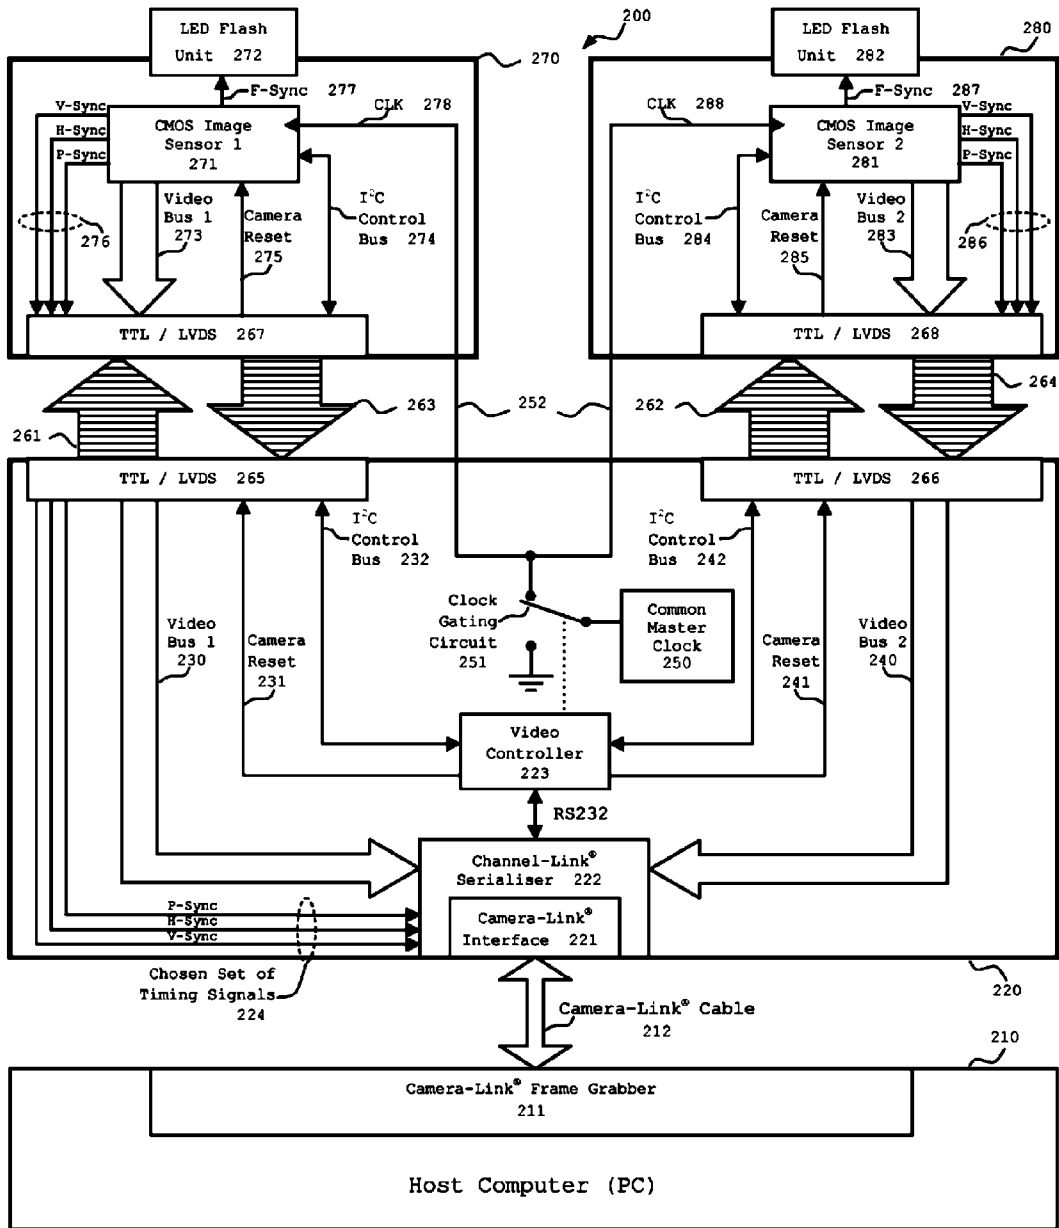 LED Flash
Unit 272
200
LED Flash
Unit 282
280
270
F-Sync 277
F-Sync 287
V-Sync
H-Sync
P-Sync
CMOS Image
Sensor 1
271
CLK 278
CLK 288
CMOS Image
Sensor 2
281
V-Sync
H-Sync
P-Sync
276
Video
Bus 1
273
Camera
Reset
275
I²C
Control
Bus 274
I²C
Control
Bus 284
Camera
Reset
285
Video
Bus 2
283
286
TTL / LVDS 267
TTL / LVDS 268
261
263
252
262
264
TTL / LVDS 265
TTL / LVDS 266
I²C
Control
Bus 232
I²C
Control
Bus 242
Video
Bus 1
230
Camera
Reset
231
Clock
Gating
Circuit
251
Common
Master
Clock
250
Camera
Reset
241
Video
Bus 2
240
Video
Controller
223
RS232
Channel-Link®
Serialiser 222
Camera-Link®
Interface 221
P-Sync
H-Sync
V-Sync
Chosen Set of
Timing Signals
224
220
Camera-Link® Cable
212
210
Camera-Link® Frame Grabber
211
Host Computer (PC)